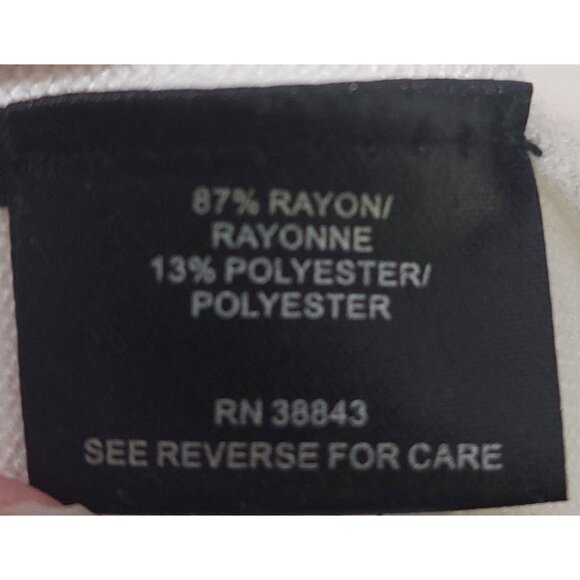 87% RAYON/
RAYONNE
13% POLYESTER/
POLYESTER
RN 38843
SEE REVERSE FOR CARE